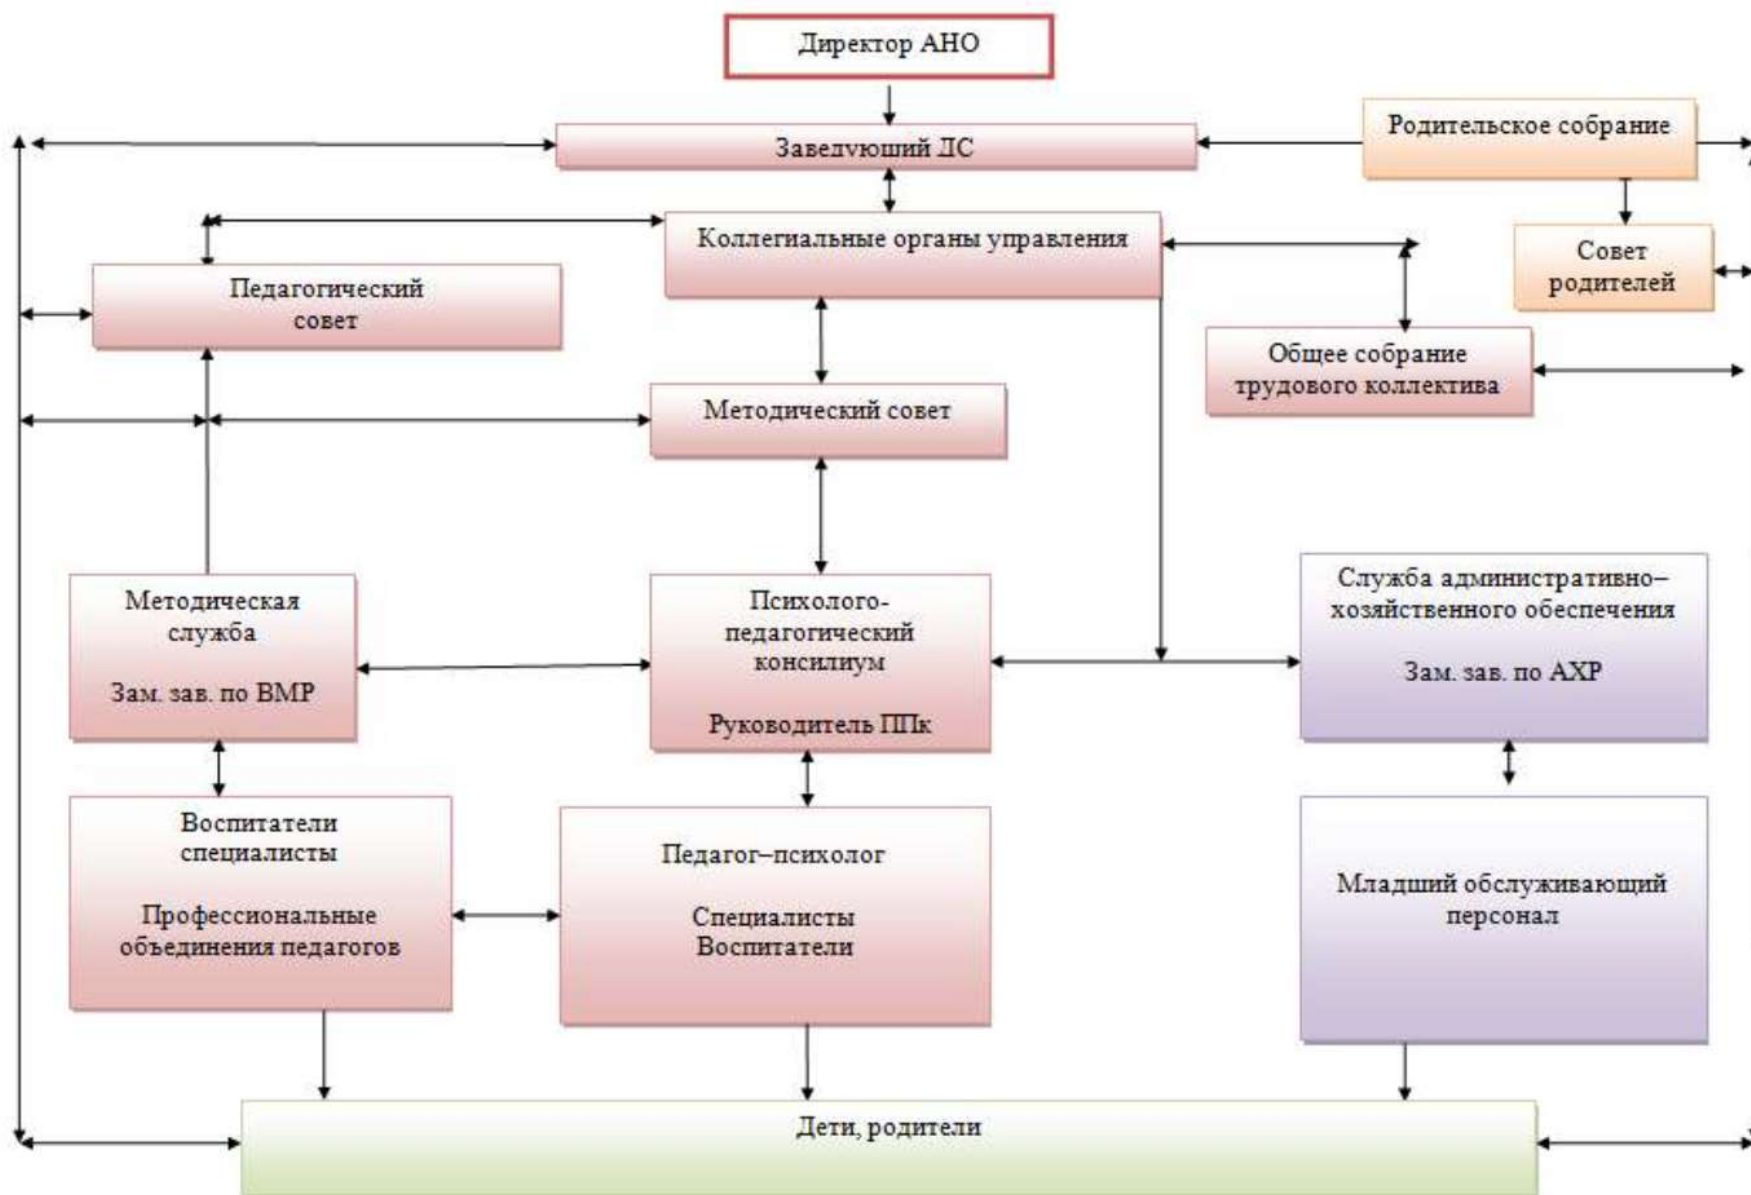 Директор АНО
Заведующий ДС
Родительское собрание
Коллегиальные органы управления
Совет
родителей
Педагогический
совет
Общее собрание
трудового коллектива
Методический совет
Методическая
служба
Зам. зав. по ВМР
Психолого-
педагогический
консилиум
Руководитель ППк
Служба административно–
хозяйственного обеспечения
Зам. зав. по АХР
Воспитатели
специалисты
Профессиональные
объединения педагогов
Педагог–психолог
Специалисты
Воспитатели
Младший обслуживающий
персонал
Дети, родители